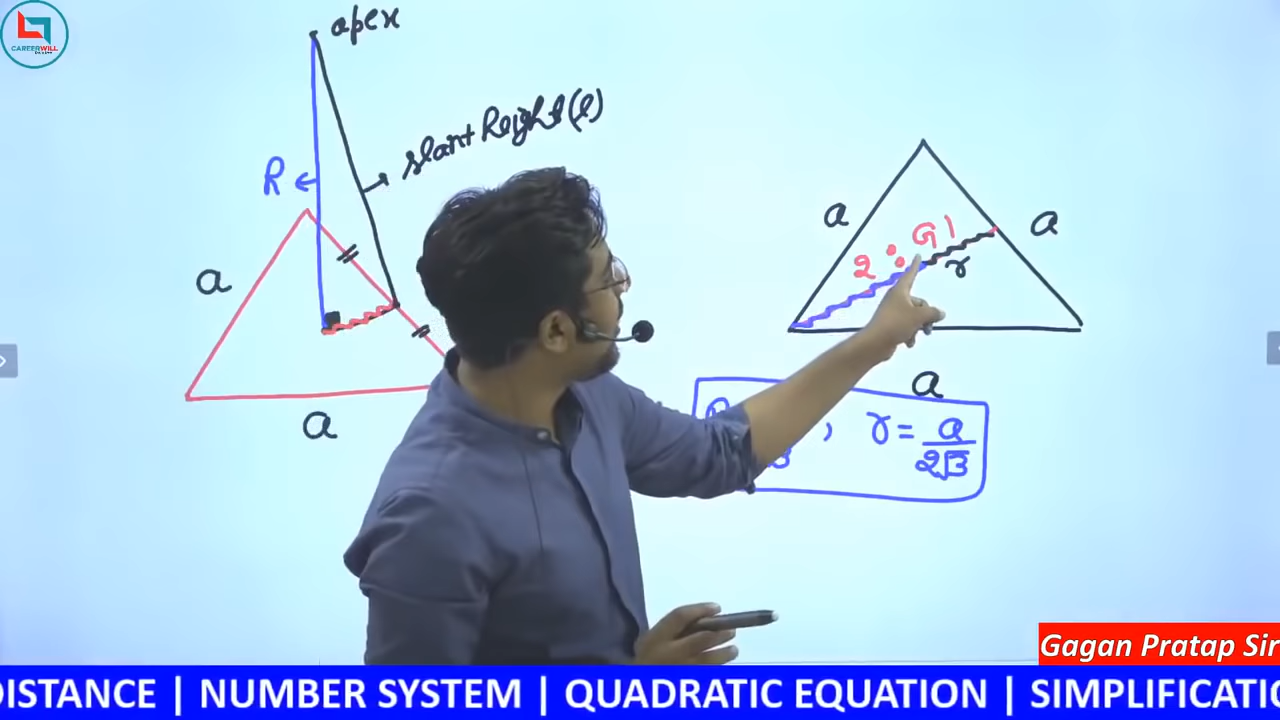 CAREERWILL
apex
slant height (l)
R
a
a
a
a
2 : 1
G
r
a
r = a/2√3
Gagan Pratap Sir
DISTANCE | NUMBER SYSTEM | QUADRATIC EQUATION | SIMPLIFICATIO